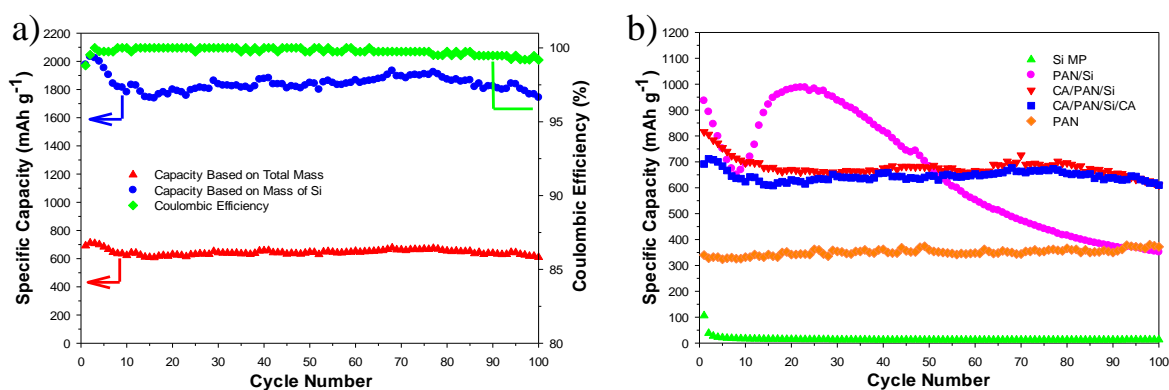 a)
2200
2000
1800
1600
1400
1200
1000
800
600
400
200
0
Specific Capacity (mAh g-1)
Capacity Based on Total Mass
Capacity Based on Mass of Si
Coulombic Efficiency
100
95
90
85
80
Coulombic Efficiency (%)
0 10 20 30 40 50 60 70 80 90 100
Cycle Number
b)
1200
1100
1000
900
800
700
600
500
400
300
200
100
0
Specific Capacity (mAh g-1)
Si MP
PAN/Si
CA/PAN/Si
CA/PAN/Si/CA
PAN
0 10 20 30 40 50 60 70 80 90 100
Cycle Number